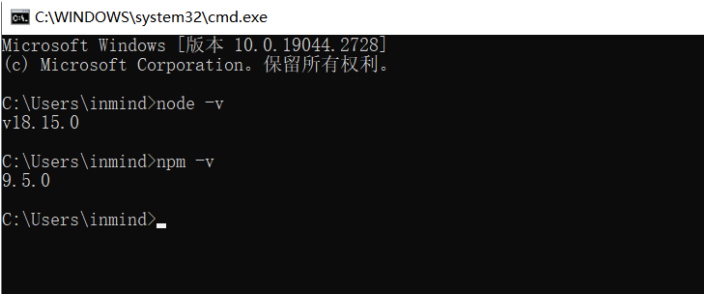 C:\WINDOWS\system32\cmd.exe
Microsoft Windows [版本 10.0.19044.2728]
(c) Microsoft Corporation。保留所有权利。
C:\Users\inmind>node -v
v18.15.0
C:\Users\inmind>npm -v
9.5.0
C:\Users\inmind>